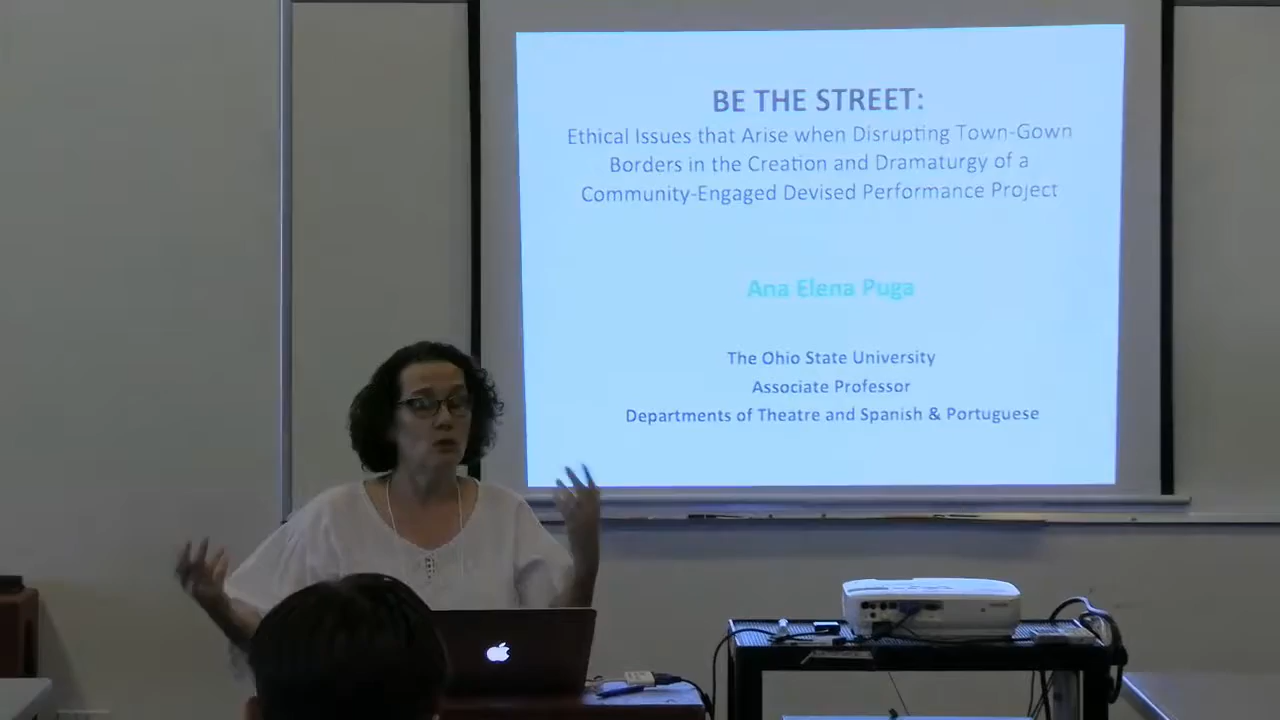 BE THE STREET:
Ethical Issues that Arise when Disrupting Town-Gown
Borders in the Creation and Dramaturgy of a
Community-Engaged Devised Performance Project
Ana Elena Puga
The Ohio State University
Associate Professor
Departments of Theatre and Spanish & Portuguese